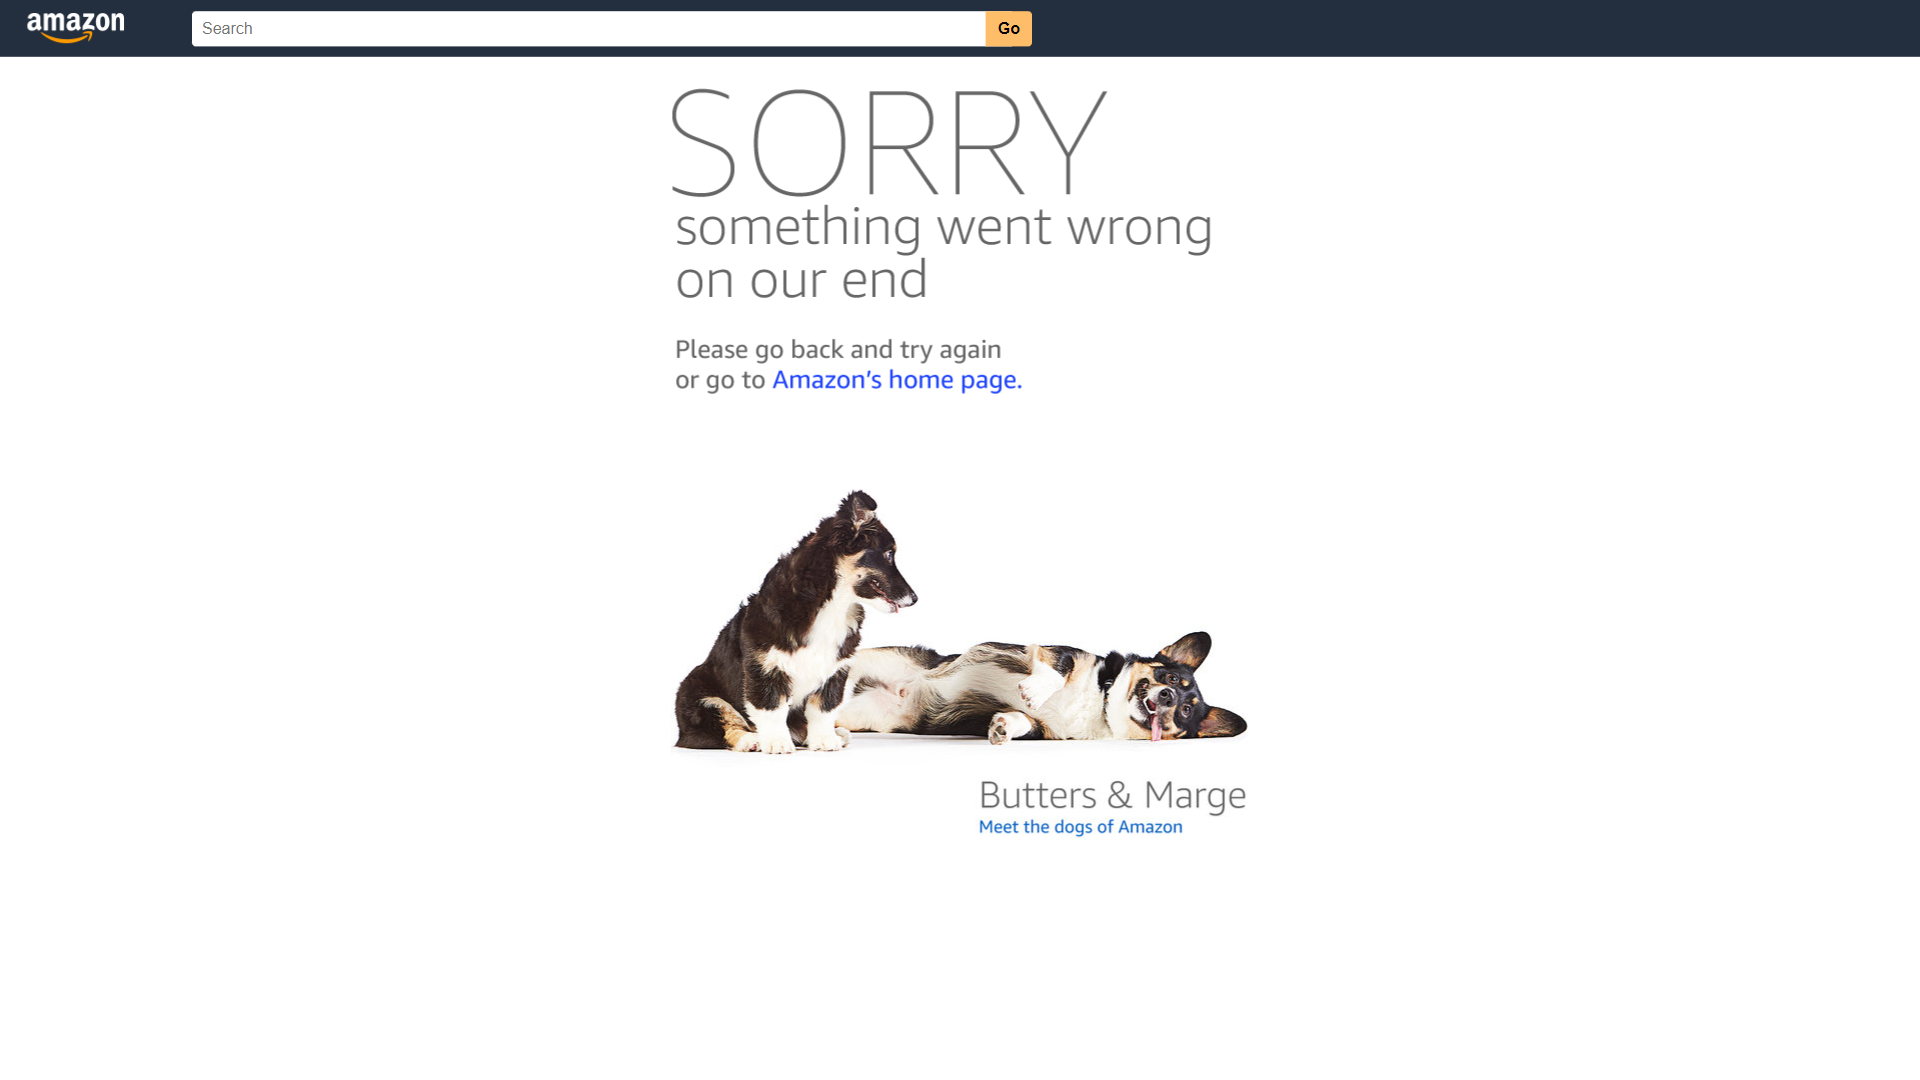 amazon
Search
Go
SORRY
something went wrong
on our end
Please go back and try again
or go to Amazon's home page.
Butters & Marge
Meet the dogs of Amazon